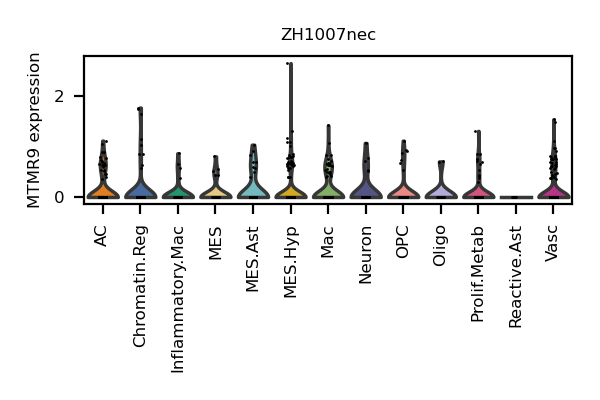 ZH1007nec
MTMR9 expression
2
0
AC
Chromatin.Reg
Inflammatory.Mac
MES
MES.Ast
MES.Hyp
Mac
Neuron
OPC
Oligo
Prolif.Metab
Reactive.Ast
Vasc